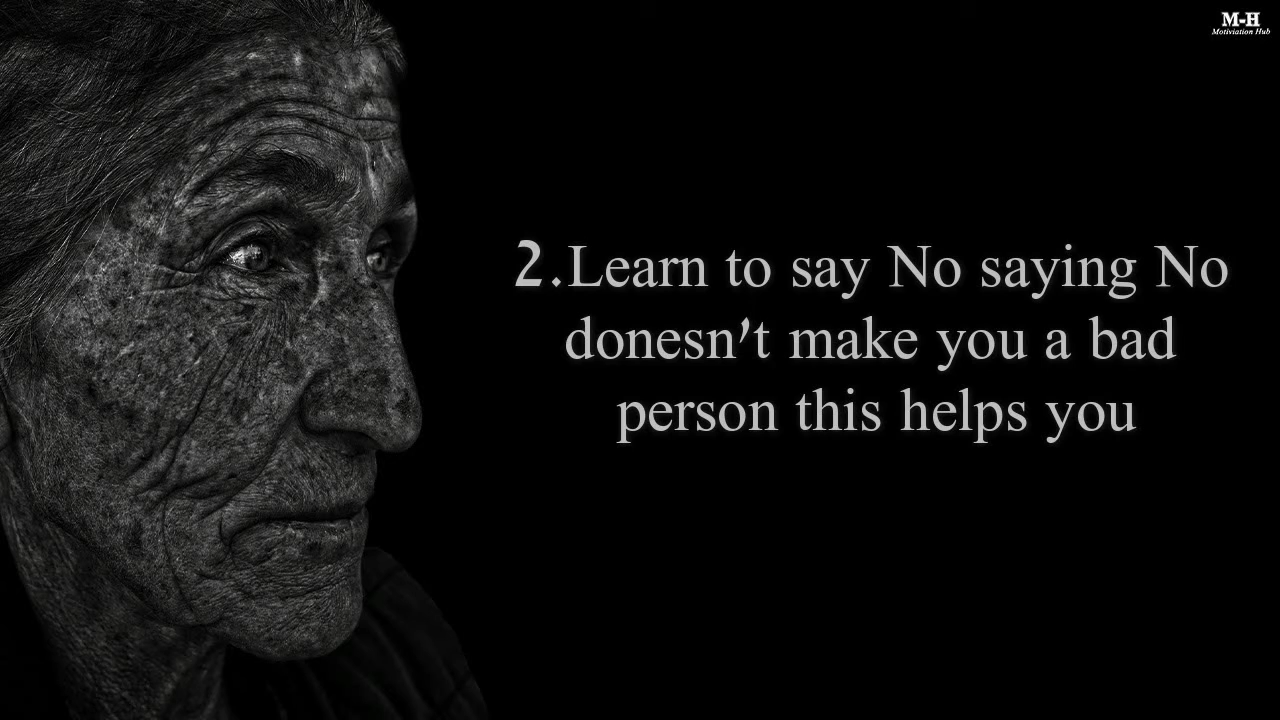 M-H
Motiviation Hub
2.Learn to say No saying No
donesn't make you a bad
person this helps you